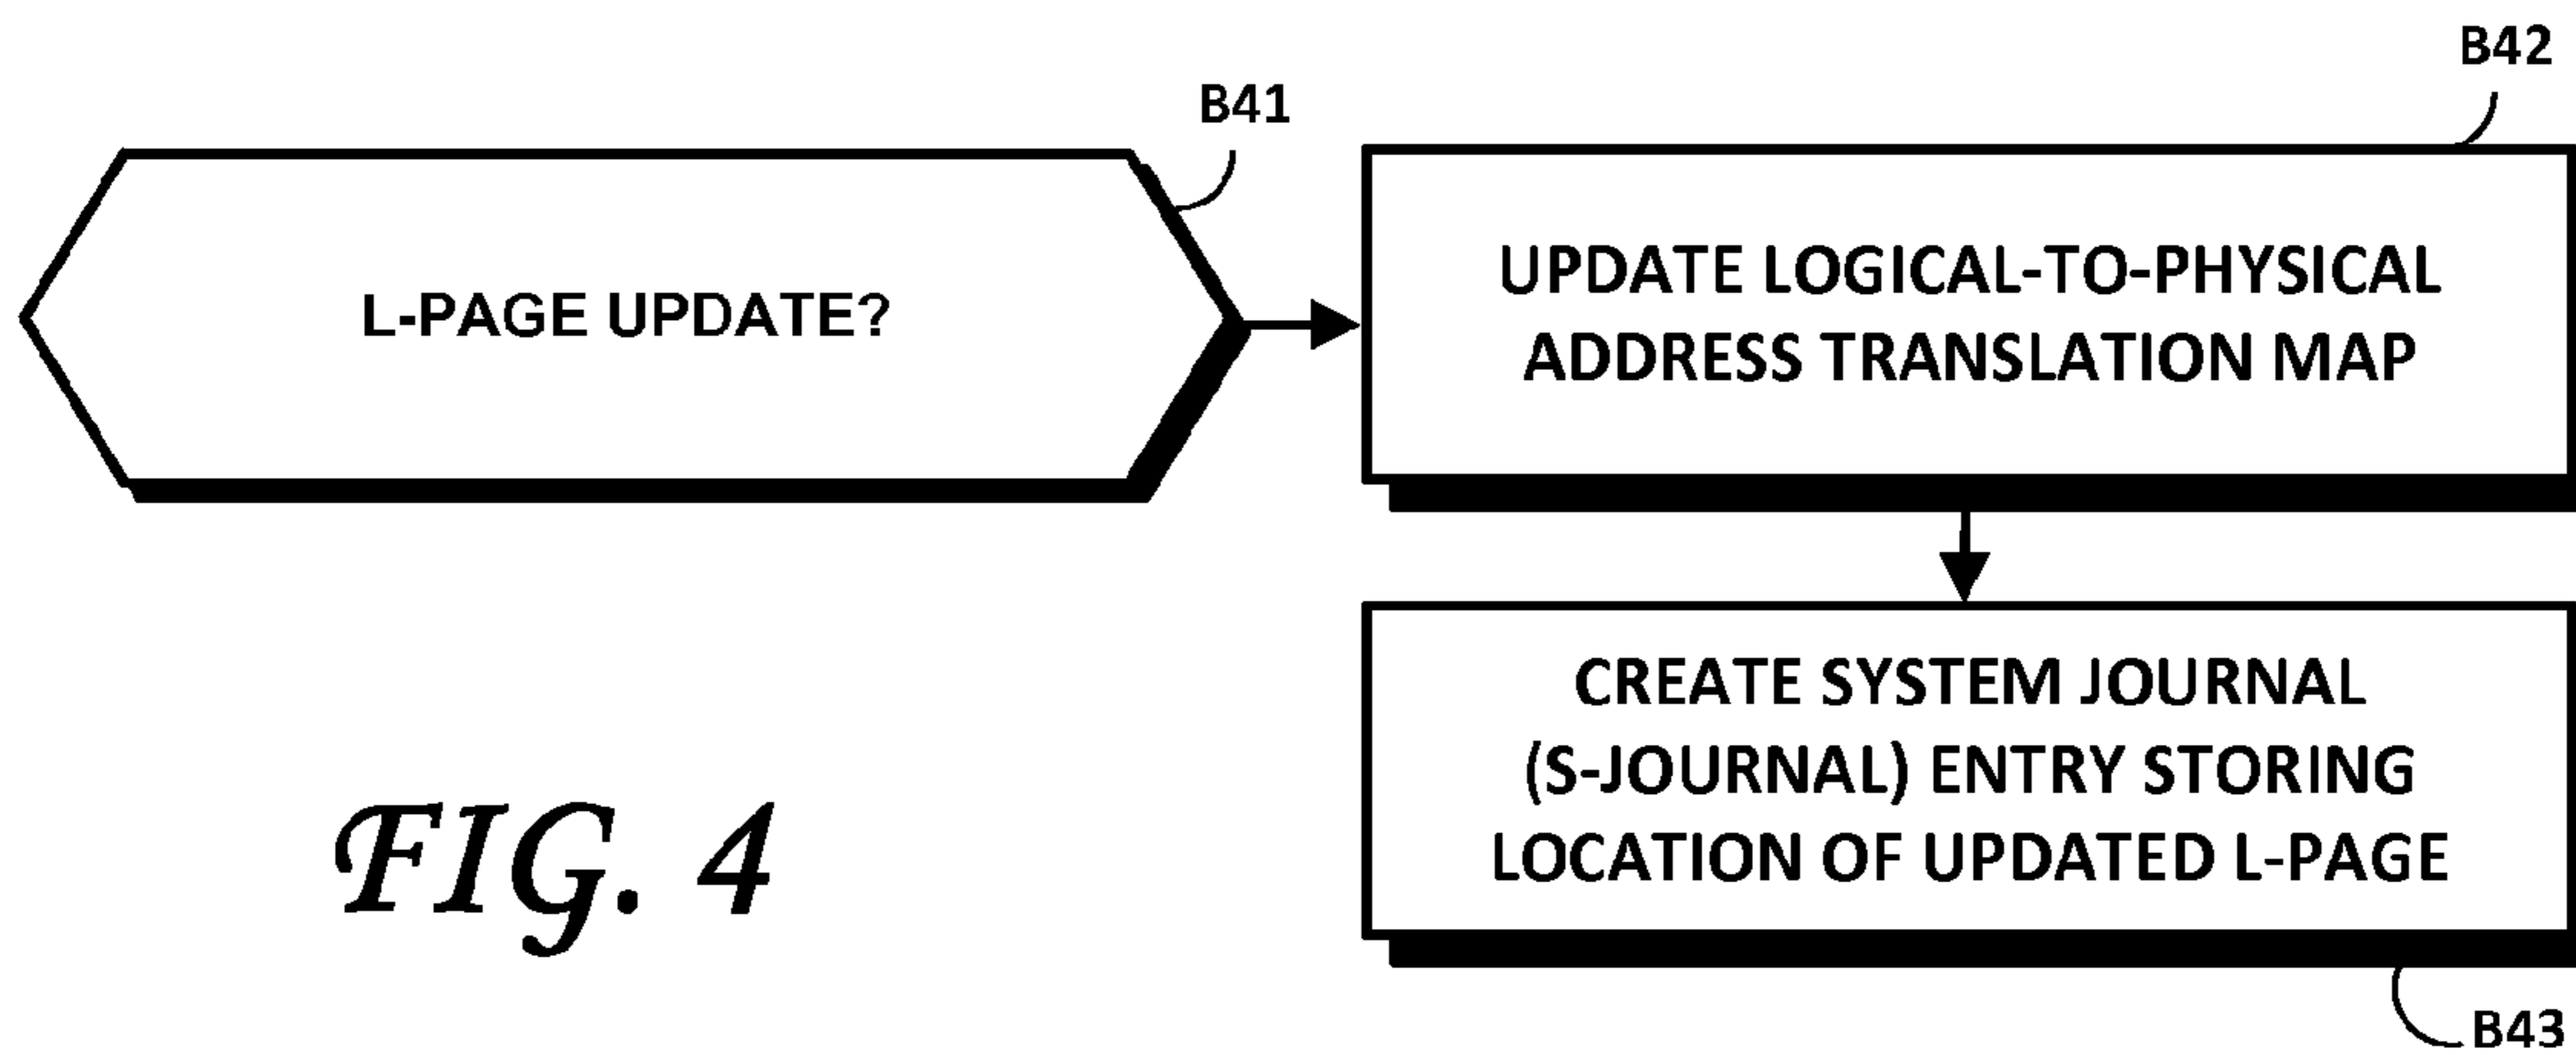 B41
B42
L-PAGE UPDATE?
UPDATE LOGICAL-TO-PHYSICAL
ADDRESS TRANSLATION MAP
CREATE SYSTEM JOURNAL
(S-JOURNAL) ENTRY STORING
LOCATION OF UPDATED L-PAGE
B43
FIG. 4